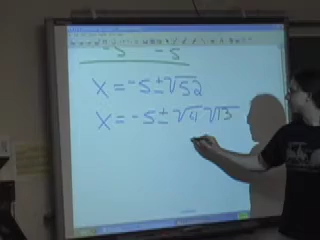 -5 -5
X = -5 ± √52
X = -5 ± √4 √13